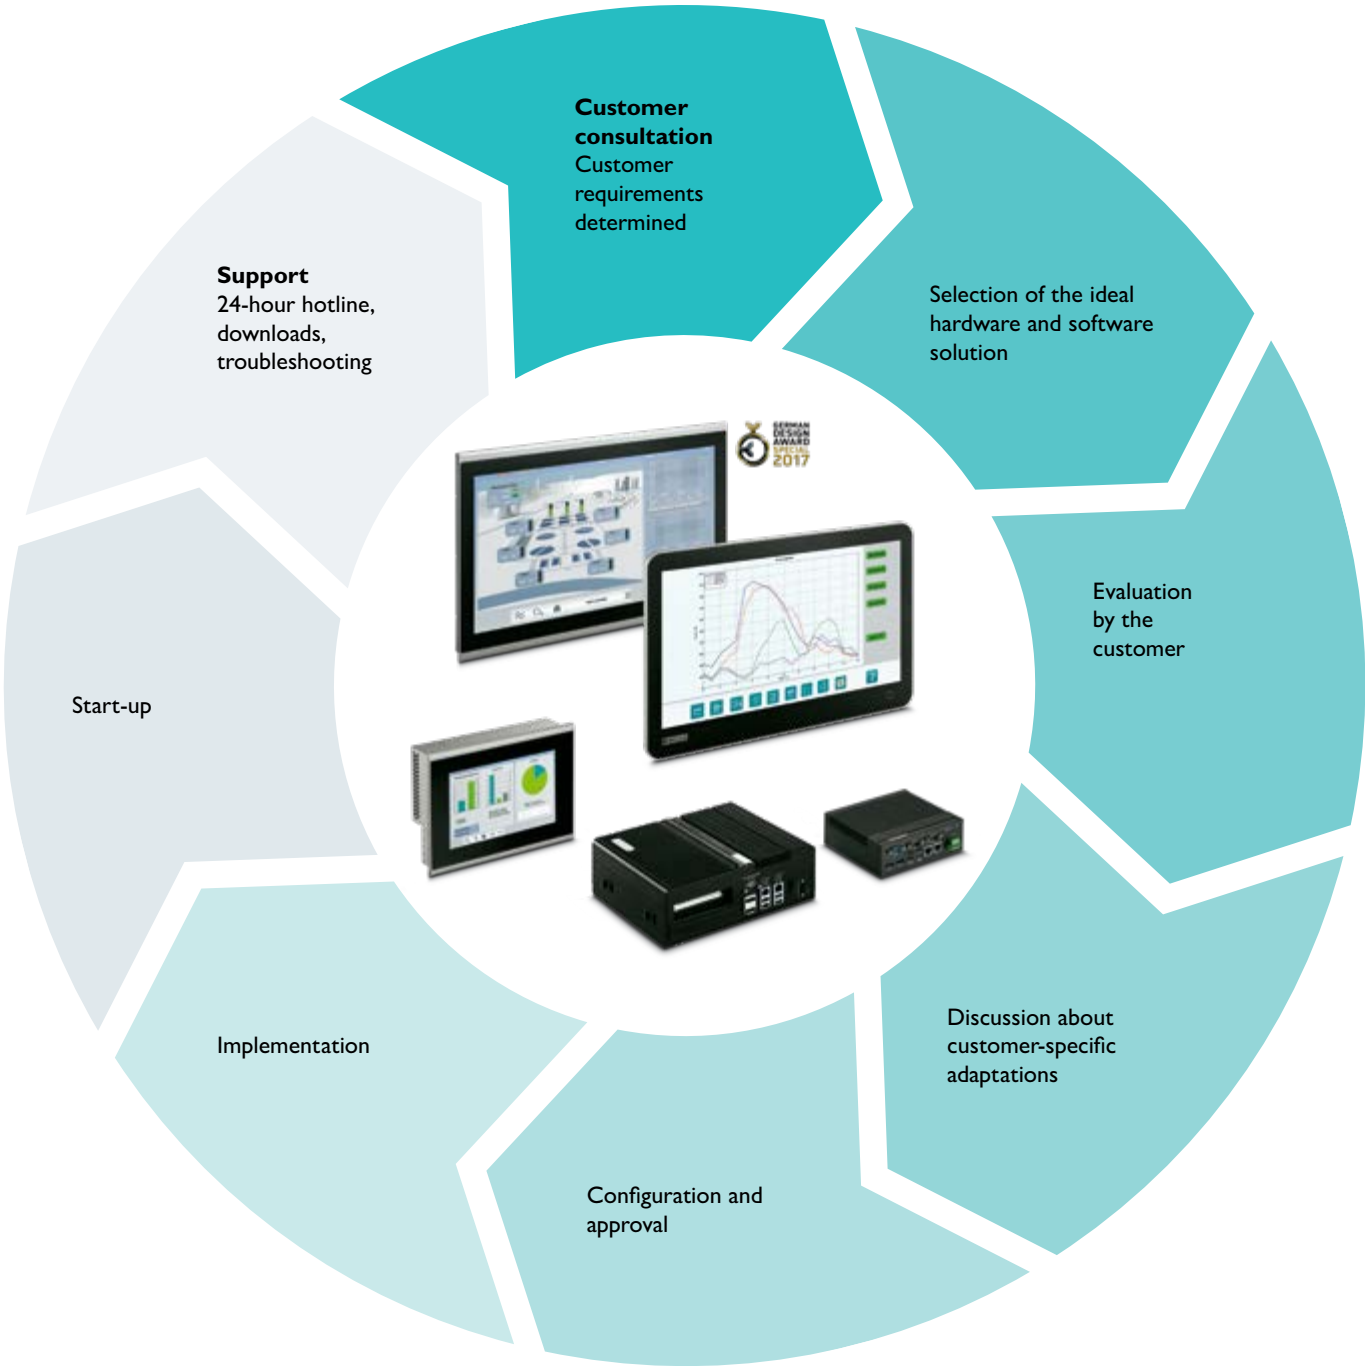 Customer
consultation
Customer
requirements
determined
Selection of the ideal
hardware and software
solution
Evaluation
by the
customer
Discussion about
customer-specific
adaptations
Configuration and
approval
Implementation
Start-up
Support
24-hour hotline,
downloads,
troubleshooting
GERMAN
DESIGN
AWARD
SPECIAL
2017